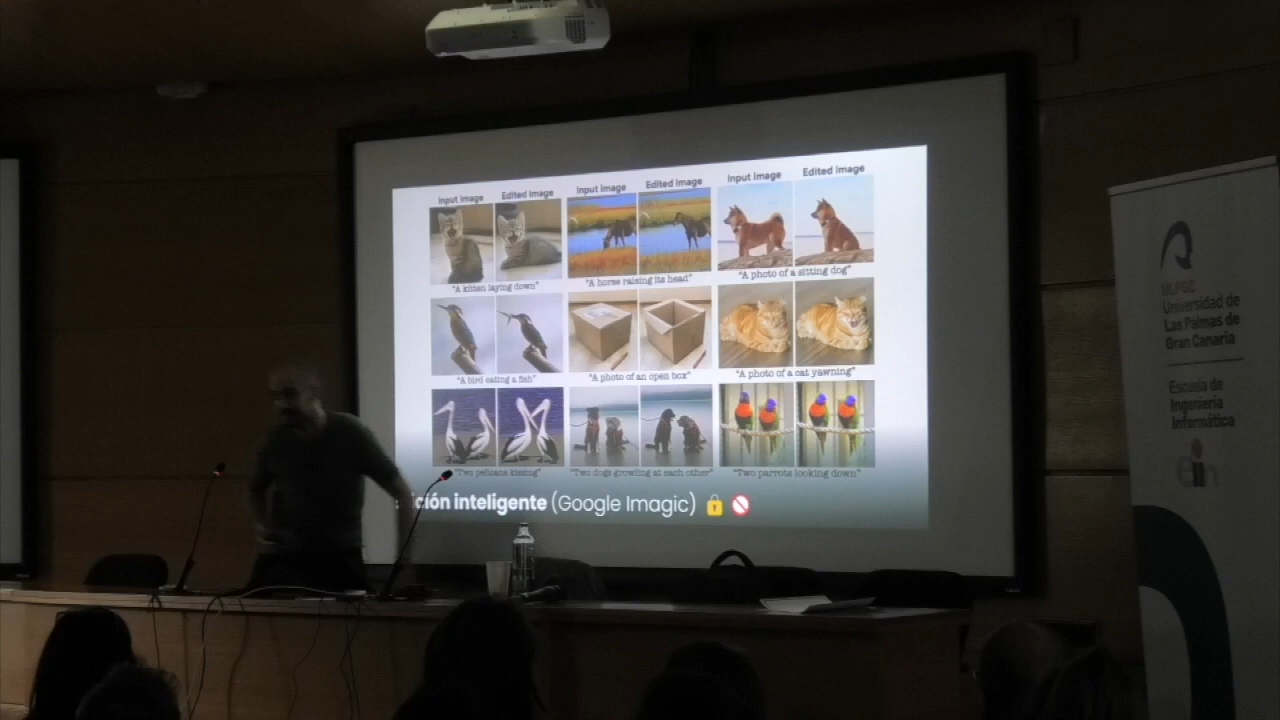 Input Image Edited Image Input Image Edited Image Input Image Edited Image
"A kitten laying down" "A horse raising its head" "A photo of a sitting dog"
"A bird eating a fish" "A photo of an open box" "A photo of a cat yawning"
"Two pelicans kissing" "Two dogs growling at each other" "Two parrots looking down"
ición inteligente (Google Imagic)
ULPGC
Universidad de
Las Palmas de
Gran Canaria
Escuela de
Ingeniería
Informática
eiin